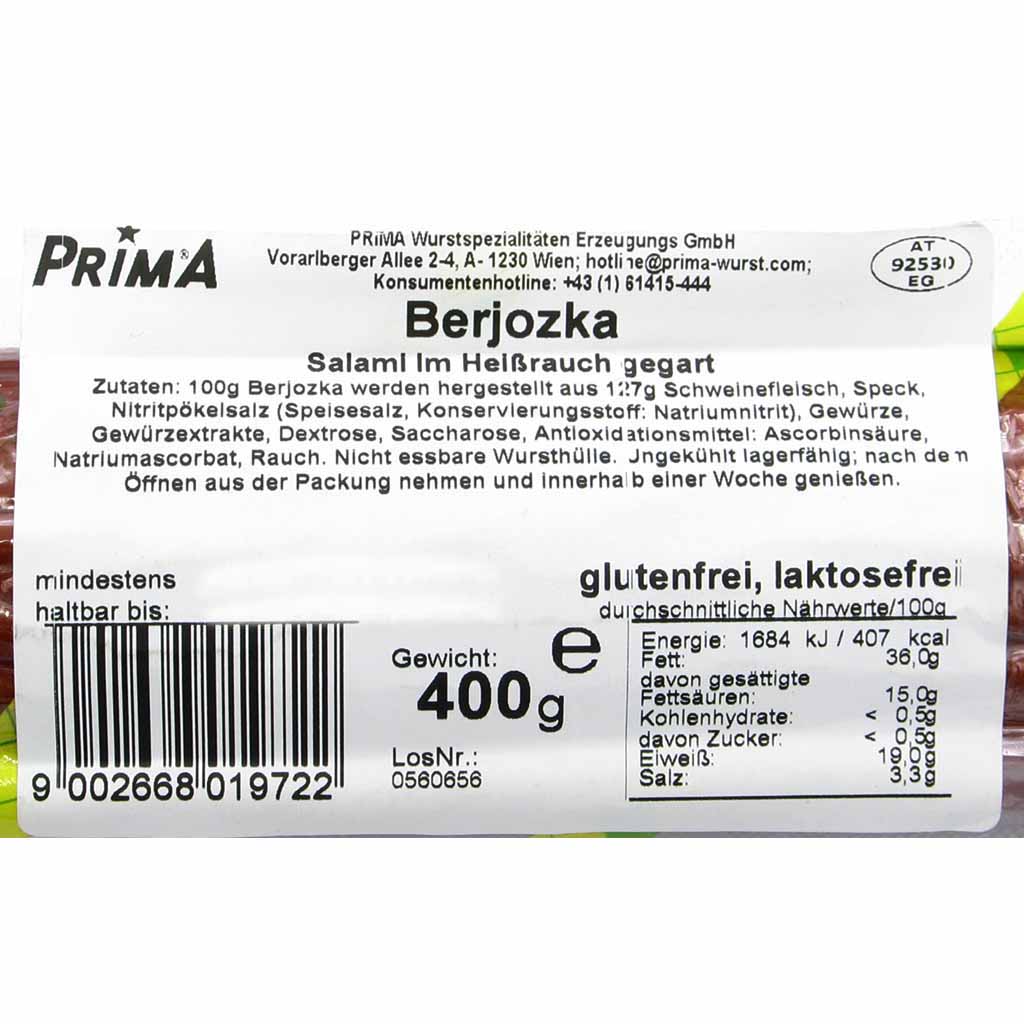 PRiMA®
PRiMA Wurstspezialitäten Erzeugungs GmbH
Vorarlberger Allee 2-4, A- 1230 Wien; hotline@prima-wurst.com;
Konsumentenhotline: +43 (1) 61415-444
AT
92530
EG
Berjozka
Salami Im Heißrauch gegart
Zutaten: 100g Berjozka werden hergestellt aus 127g Schweinefleisch, Speck,
Nitritpökelsalz (Speisesalz, Konservierungsstoff: Natriumnitrit), Gewürze,
Gewürzextrakte, Dextrose, Saccharose, Antioxidationsmittel: Ascorbinsäure,
Natriumascorbat, Rauch. Nicht essbare Wursthülle. Ungekühlt lagerfähig; nach dem
Öffnen aus der Packung nehmen und innerhalb einer Woche genießen.
mindestens
haltbar bis:
glutenfrei, laktosefrei
durchschnittliche Nährwerte/100g
Energie: 1684 kJ / 407 kcal
Fett: 36,0g
davon gesättigte
Fettsäuren: 15,0g
Kohlenhydrate: < 0,5g
davon Zucker: < 0,5g
Eiweiß: 19,0g
Salz: 3,3g
Gewicht: e
400g
LosNr.:
0560656
9 002668 019722